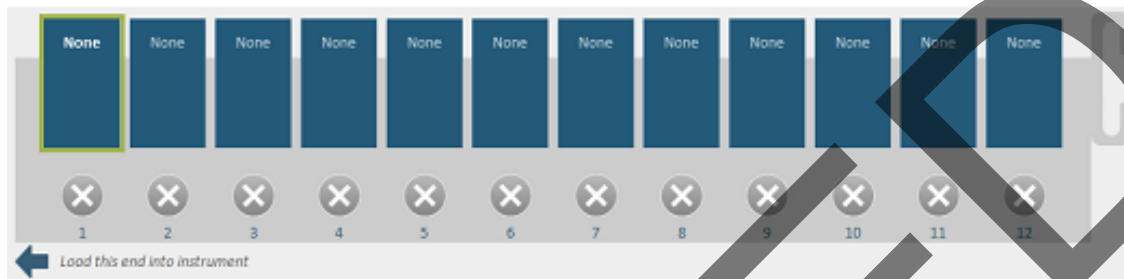 None None None None None None None None None None None None
1 2 3 4 5 6 7 8 9 10 11 12
Load this end into instrument